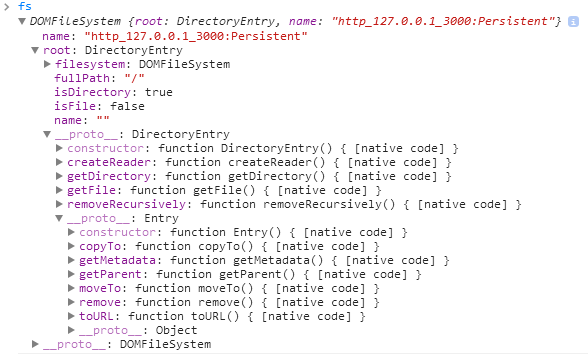 > fs
▼ DOMFileSystem {root: DirectoryEntry, name: "http_127.0.0.1_3000:Persistent"} i
name: "http_127.0.0.1_3000:Persistent"
▼ root: DirectoryEntry
▶ filesystem: DOMFileSystem
fullPath: "/"
isDirectory: true
isFile: false
name: ""
▼ __proto__: DirectoryEntry
▶ constructor: function DirectoryEntry() { [native code] }
▶ createReader: function createReader() { [native code] }
▶ getDirectory: function getDirectory() { [native code] }
▶ getFile: function getFile() { [native code] }
▶ removeRecursively: function removeRecursively() { [native code] }
▼ __proto__: Entry
▶ constructor: function Entry() { [native code] }
▶ copyTo: function copyTo() { [native code] }
▶ getMetadata: function getMetadata() { [native code] }
▶ getParent: function getParent() { [native code] }
▶ moveTo: function moveTo() { [native code] }
▶ remove: function remove() { [native code] }
▶ toURL: function toURL() { [native code] }
▶ __proto__: Object
▶ __proto__: DOMFileSystem